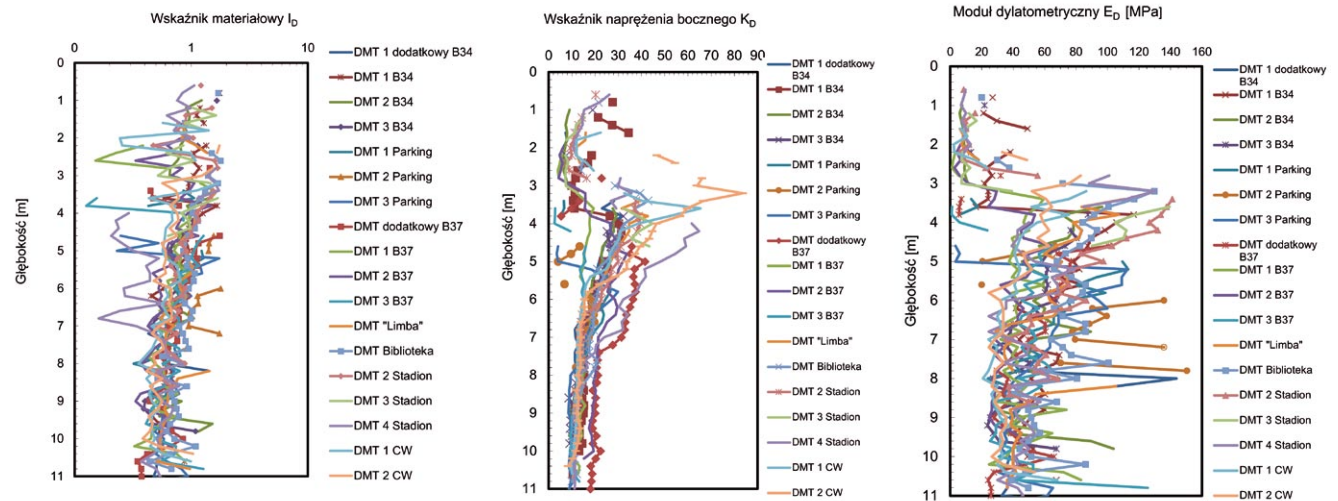 Wskaźnik materiałowy I_D
0
1
10
Głębokość [m]
0
1
2
3
4
5
6
7
8
9
10
11
DMT 1 dodatkowy B34
DMT 1 B34
DMT 2 B34
DMT 3 B34
DMT 1 Parking
DMT 2 Parking
DMT 3 Parking
DMT dodatkowy B37
DMT 1 B37
DMT 2 B37
DMT 3 B37
DMT "Limba"
DMT Biblioteka
DMT 2 Stadion
DMT 3 Stadion
DMT 4 Stadion
DMT 1 CW
DMT 2 CW
Wskaźnik naprężenia bocznego K_D
0 10 20 30 40 50 60 70 80 90
Głębokość [m]
0
1
2
3
4
5
6
7
8
9
10
11
DMT 1 dodatkowy
B34
DMT 1 B34
DMT 2 B34
DMT 3 B34
DMT 1 Parking
DMT 2 Parking
DMT 3 Parking
DMT dodatkowy
B37
DMT 1 B37
DMT 2 B37
DMT 3 B37
DMT "Limba"
DMT Biblioteka
DMT 2 Stadion
DMT 3 Stadion
DMT 4 Stadion
DMT 1 CW
DMT 2 CW
Moduł dylatometryczny E_D [MPa]
0 20 40 60 80 100 120 140 160
Głębokość [m]
0
1
2
3
4
5
6
7
8
9
10
11
DMT 1 dodatkowy
B34
DMT 1 B34
DMT 2 B34
DMT 3 B34
DMT 1 Parking
DMT 2 Parking
DMT 3 Parking
DMT dodatkowy
B37
DMT 1 B37
DMT 2 B37
DMT 3 B37
DMT "Limba"
DMT Biblioteka
DMT 2 Stadion
DMT 3 Stadion
DMT 4 Stadion
DMT 1 CW
DMT 2 CW